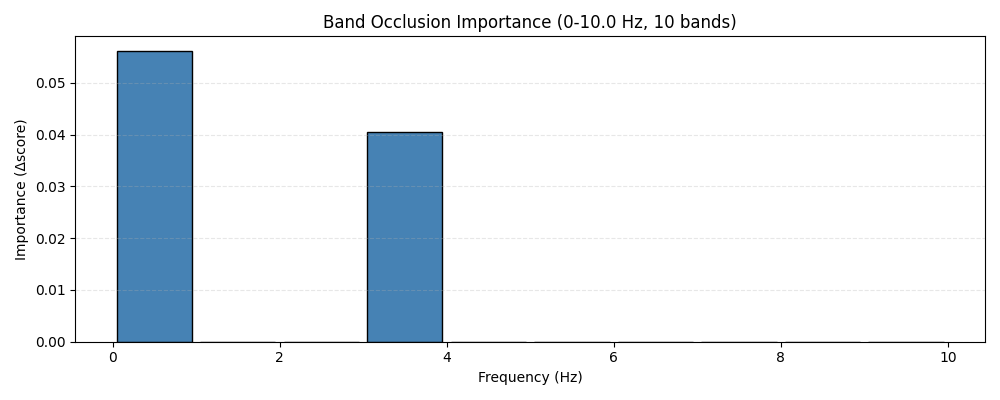 Band Occlusion Importance (0-10.0 Hz, 10 bands)
Importance (Δscore)
0.05
0.04
0.03
0.02
0.01
0.00
0 2 4 6 8 10
Frequency (Hz)